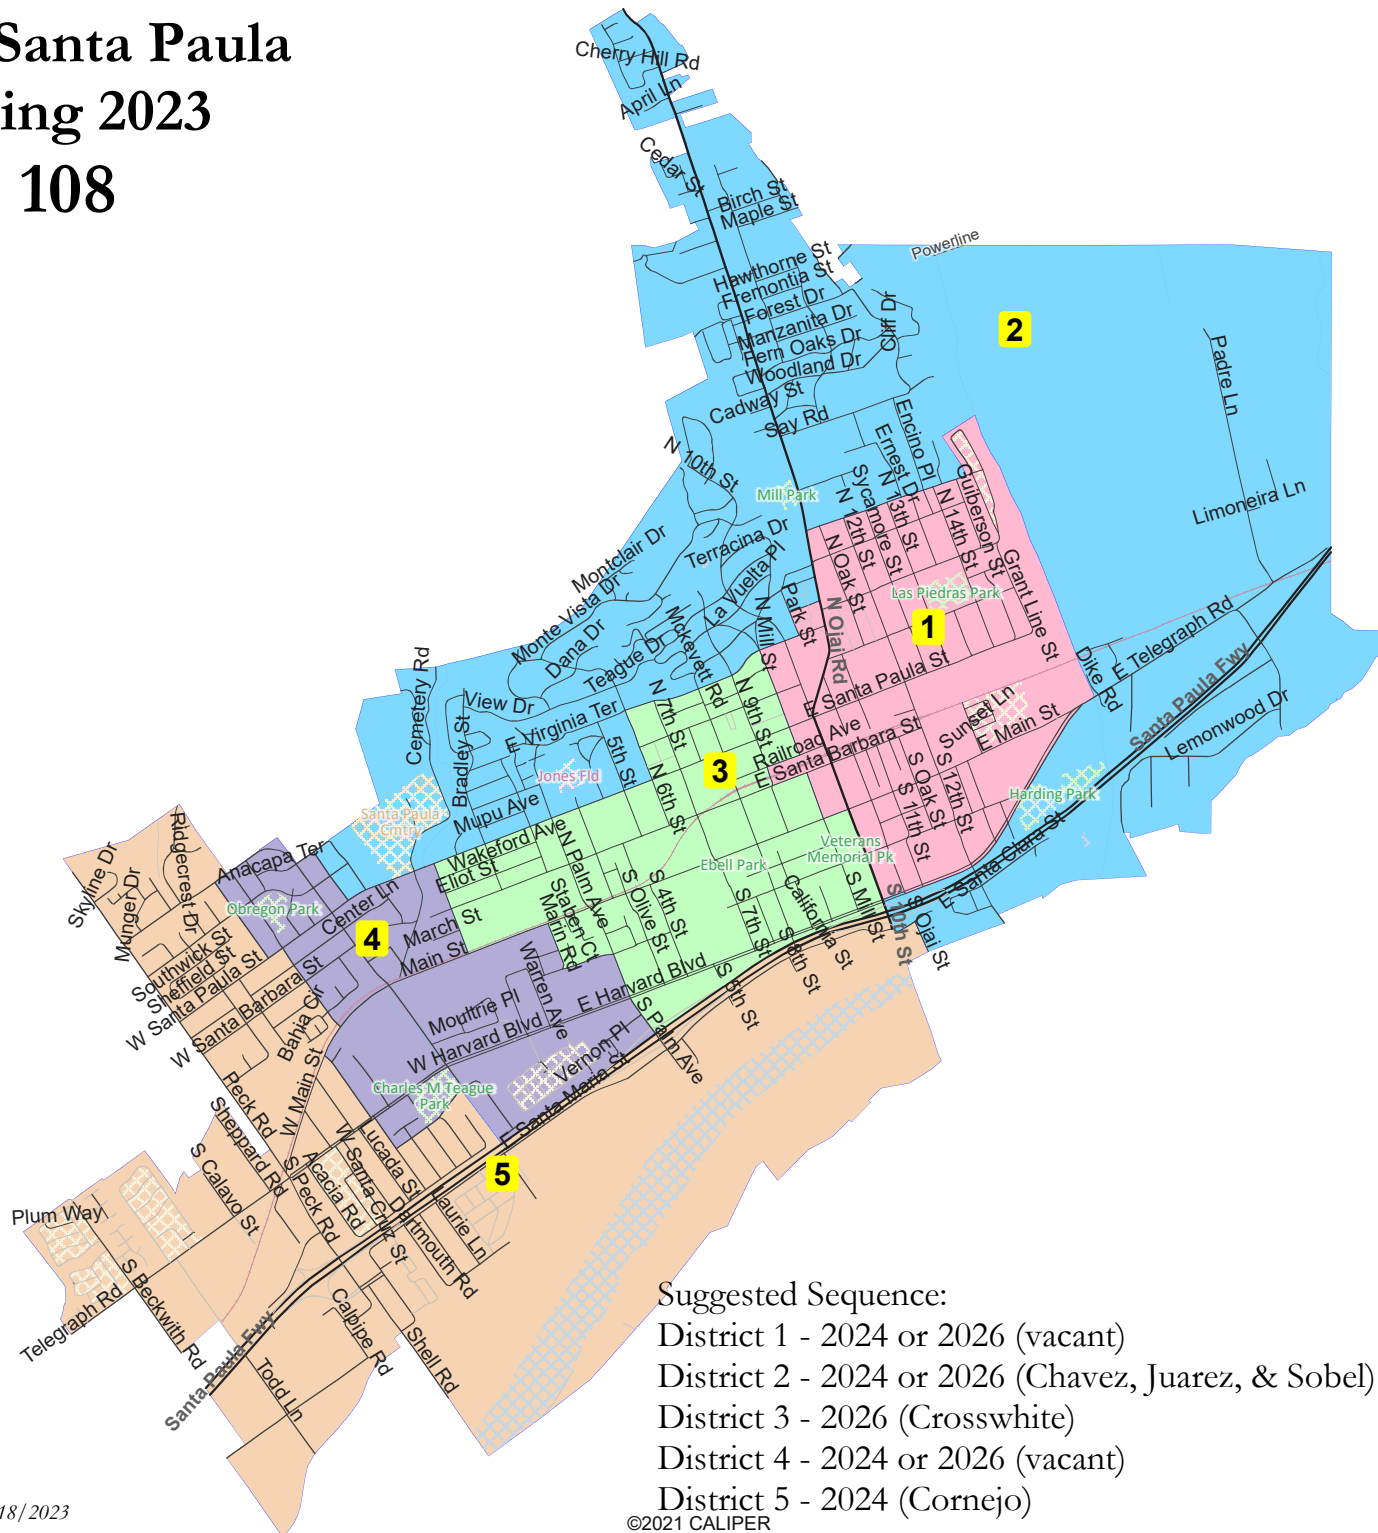 Santa Paula
ing 2023
108
Cherry Hill Rd
April Ln
Cedar St
Birch St
Maple St
Powerline
Hawthorne St
Fremontia St
Forest Dr
Manzanita Dr
Fern Oaks Dr
Woodland Dr
Cliff Dr
2
Padre Ln
Cadway St
Say Rd
Encino Pl
Ernest Dr
N 10th St
Mill Park
Sycamore St
N 12th St
N 13th St
N 14th St
Guiberson St
Limoneira Ln
Montclair Dr
Terracina Dr
La Vuelta Pl
N Oak St
Grant Line St
Monte Vista Dr
Las Piedras Park
Park St
N Mill St
N Ojai Rd
1
Dana Dr
Mckevett Rd
Teague Dr
E Telegraph Rd
Dike Rd
Santa Paula Fwy
Cemetery Rd
View Dr
E Virginia Ter
N 7th St
N 9th St
E Santa Paula St
Sunset Ln
E Main St
Lemonwood Dr
Railroad Ave
E Santa Barbara St
Bradley St
5th St
Jones Fld
3
N 6th St
S Oak St
S 12th St
S 11th St
Harding Park
Santa Paula
Cmtry
Mupu Ave
Wakeford Ave
Eliot St
N Palm Ave
Ebell Park
Veterans
Memorial Pk
E Santa Clara St
Ridgecrest Dr
Skyline Dr
Munger Dr
Anacapa Ter
Obregon Park
Center Ln
4
March St
Main St
Staben Ct
Marin Rd
S Olive St
S 4th St
S 7th St
California St
S Mill St
S 10th St
S Ojai St
S 8th St
Southwick St
Sheffield St
W Santa Paula St
W Santa Barbara St
Bahia Cir
Warren Ave
E Harvard Blvd
S 5th St
Moultrie Pl
W Harvard Blvd
S Palm Ave
Vernon Pl
E Santa Maria St
Charles M Teague
Park
Peck Rd
W Main St
Sheppard Rd
S Calavo St
S Peck Rd
Acacia Rd
W Santa Cruz St
Lucada St
Dartmouth Rd
Laurie Ln
5
Plum Way
S Beckwith Rd
Telegraph Rd
Santa Paula Fwy
Todd Ln
Calpipe Rd
Shell Rd
Suggested Sequence:
District 1 - 2024 or 2026 (vacant)
District 2 - 2024 or 2026 (Chavez, Juarez, & Sobel)
District 3 - 2026 (Crosswhite)
District 4 - 2024 or 2026 (vacant)
District 5 - 2024 (Cornejo)
18/2023
©2021 CALIPER